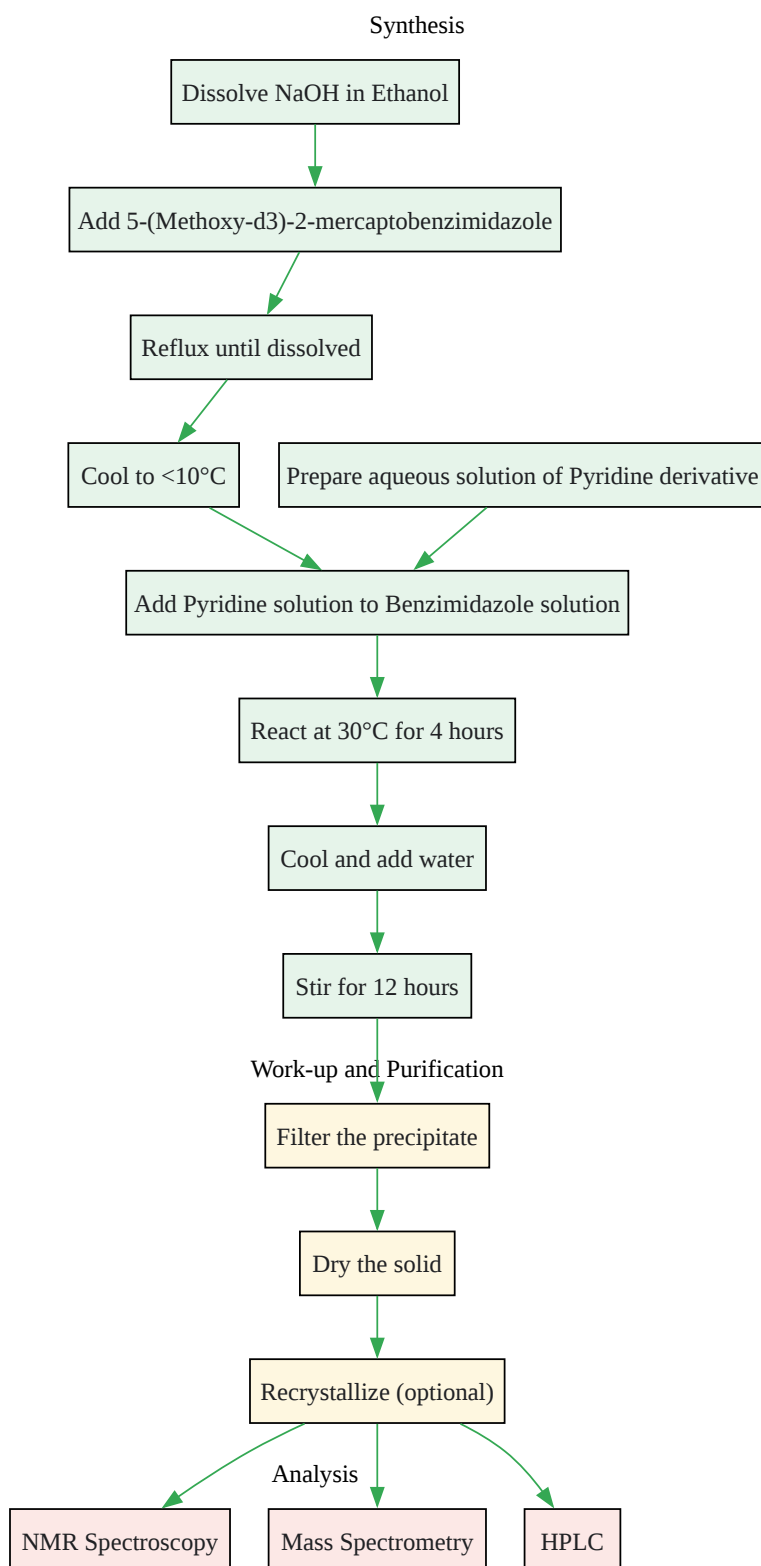 Synthesis
Dissolve NaOH in Ethanol
Add 5-(Methoxy-d3)-2-mercaptobenzimidazole
Reflux until dissolved
Cool to <10°C
Prepare aqueous solution of Pyridine derivative
Add Pyridine solution to Benzimidazole solution
React at 30°C for 4 hours
Cool and add water
Stir for 12 hours
Work-up and Purification
Filter the precipitate
Dry the solid
Recrystallize (optional)
Analysis
NMR Spectroscopy
Mass Spectrometry
HPLC